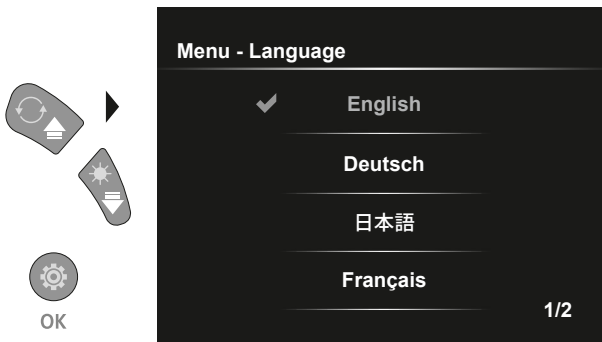 Menu - Language
English
Deutsch
日本語
Français
1/2
OK